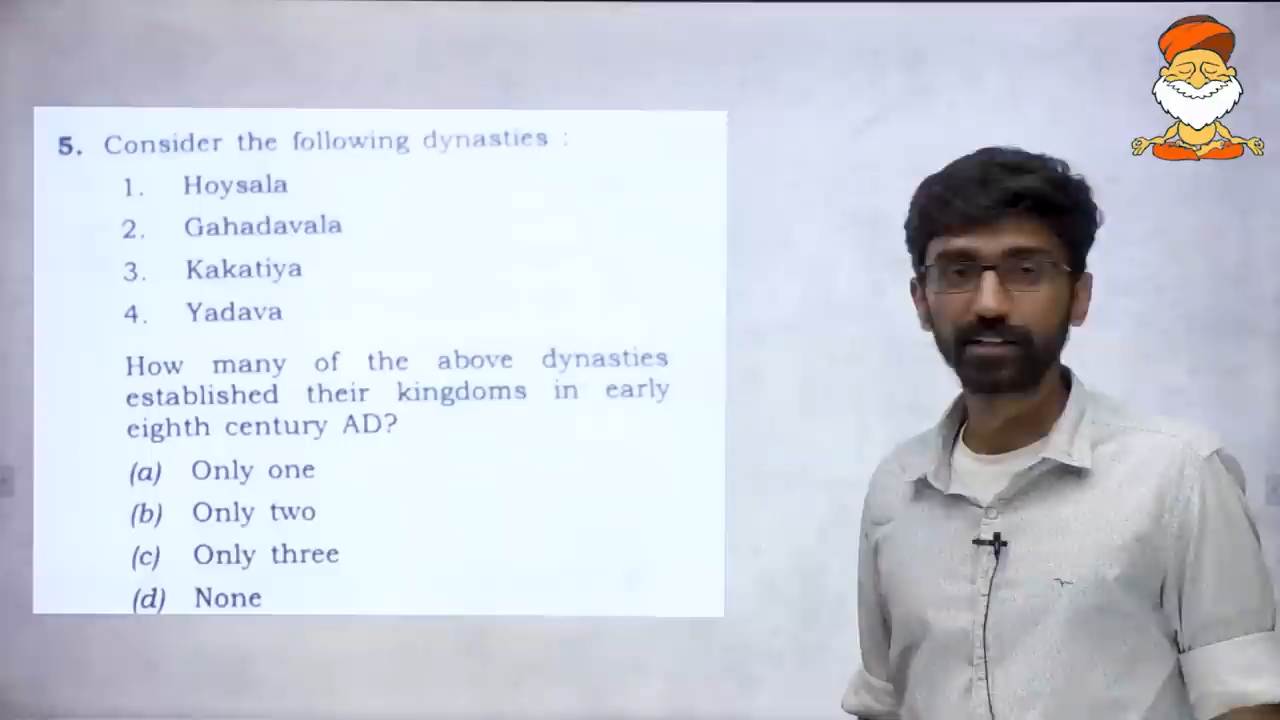 5. Consider the following dynasties :
1. Hoysala
2. Gahadavala
3. Kakatiya
4. Yadava
How many of the above dynasties
established their kingdoms in early
eighth century AD?
(a) Only one
(b) Only two
(c) Only three
(d) None